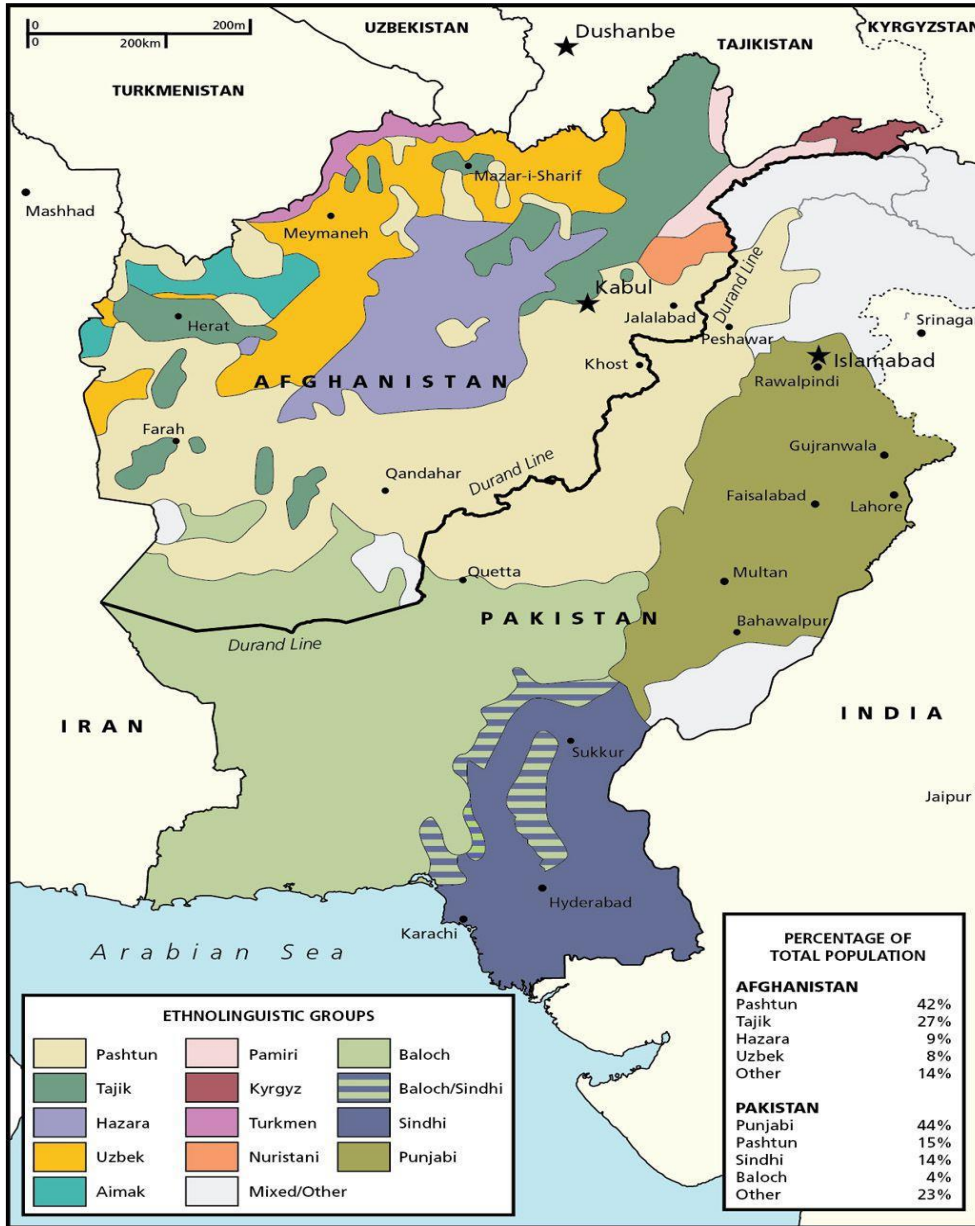 0 200m
0 200km
UZBEKISTAN
Dushanbe
TAJIKISTAN
KYRGYZSTAN
TURKMENISTAN
Mashhad
Mazar-i-Sharif
Meymaneh
Herat
Kabul
Jalalabad
Durand Line
Peshawar
Srinagar
Khost
Islamabad
Rawalpindi
AFGHANISTAN
Farah
Qandahar
Durand Line
Gujranwala
Faisalabad
Lahore
Quetta
Multan
PAKISTAN
Bahawalpur
Durand Line
IRAN
INDIA
Sukkur
Jaipur
Hyderabad
Karachi
Arabian Sea
ETHNOLINGUISTIC GROUPS
Pashtun Pamiri Baloch
Tajik Kyrgyz Baloch/Sindhi
Hazara Turkmen Sindhi
Uzbek Nuristani Punjabi
Aimak Mixed/Other
PERCENTAGE OF
TOTAL POPULATION
AFGHANISTAN
Pashtun 42%
Tajik 27%
Hazara 9%
Uzbek 8%
Other 14%
PAKISTAN
Punjabi 44%
Pashtun 15%
Sindhi 14%
Baloch 4%
Other 23%